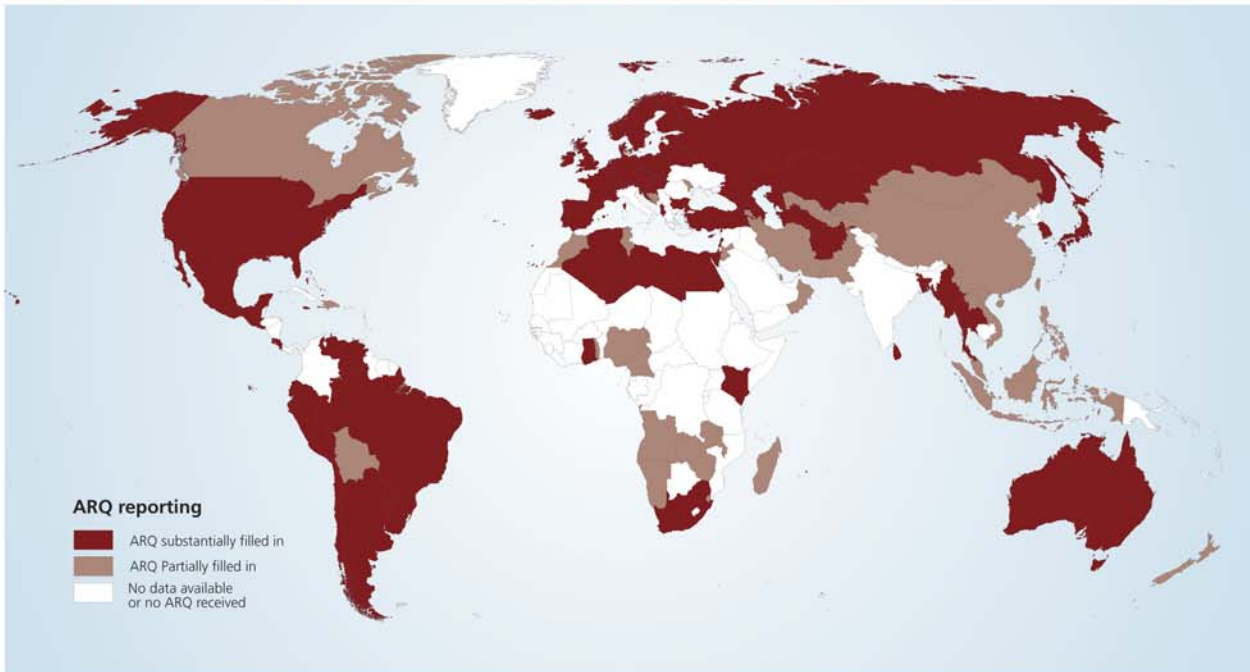 ARQ reporting
ARQ substantially filled in
ARQ Partially filled in
No data available
or no ARQ received